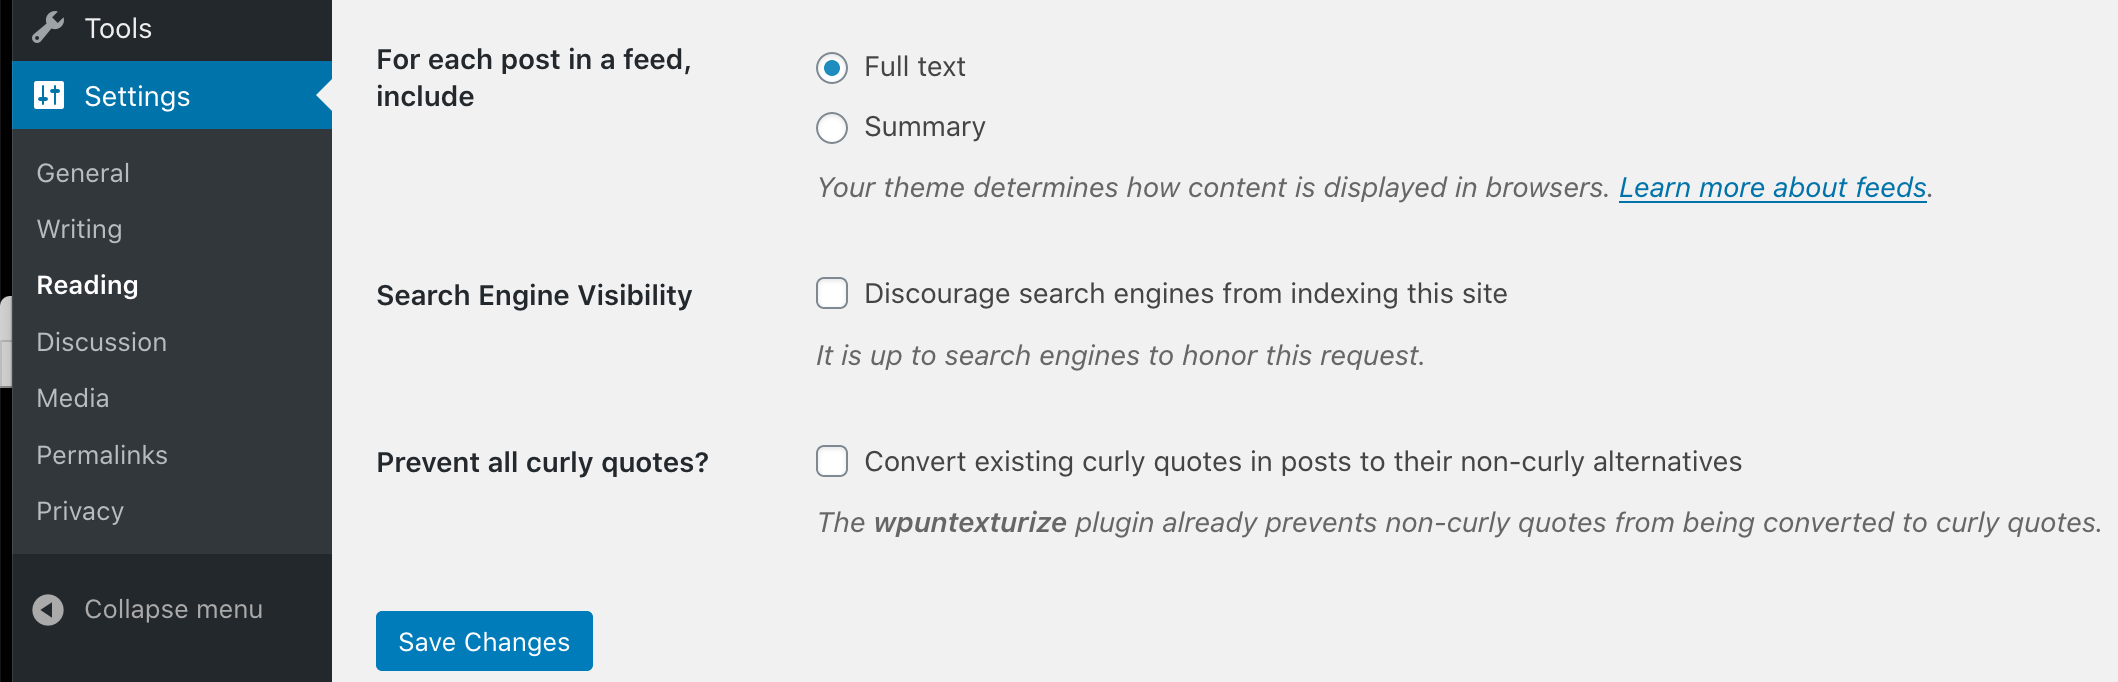 Tools
Settings
General
Writing
Reading
Discussion
Media
Permalinks
Privacy
Collapse menu
For each post in a feed,
include
Full text
Summary
Your theme determines how content is displayed in browsers. Learn more about feeds.
Search Engine Visibility
Discourage search engines from indexing this site
It is up to search engines to honor this request.
Prevent all curly quotes?
Convert existing curly quotes in posts to their non-curly alternatives
The wpuntexturize plugin already prevents non-curly quotes from being converted to curly quotes.
Save Changes